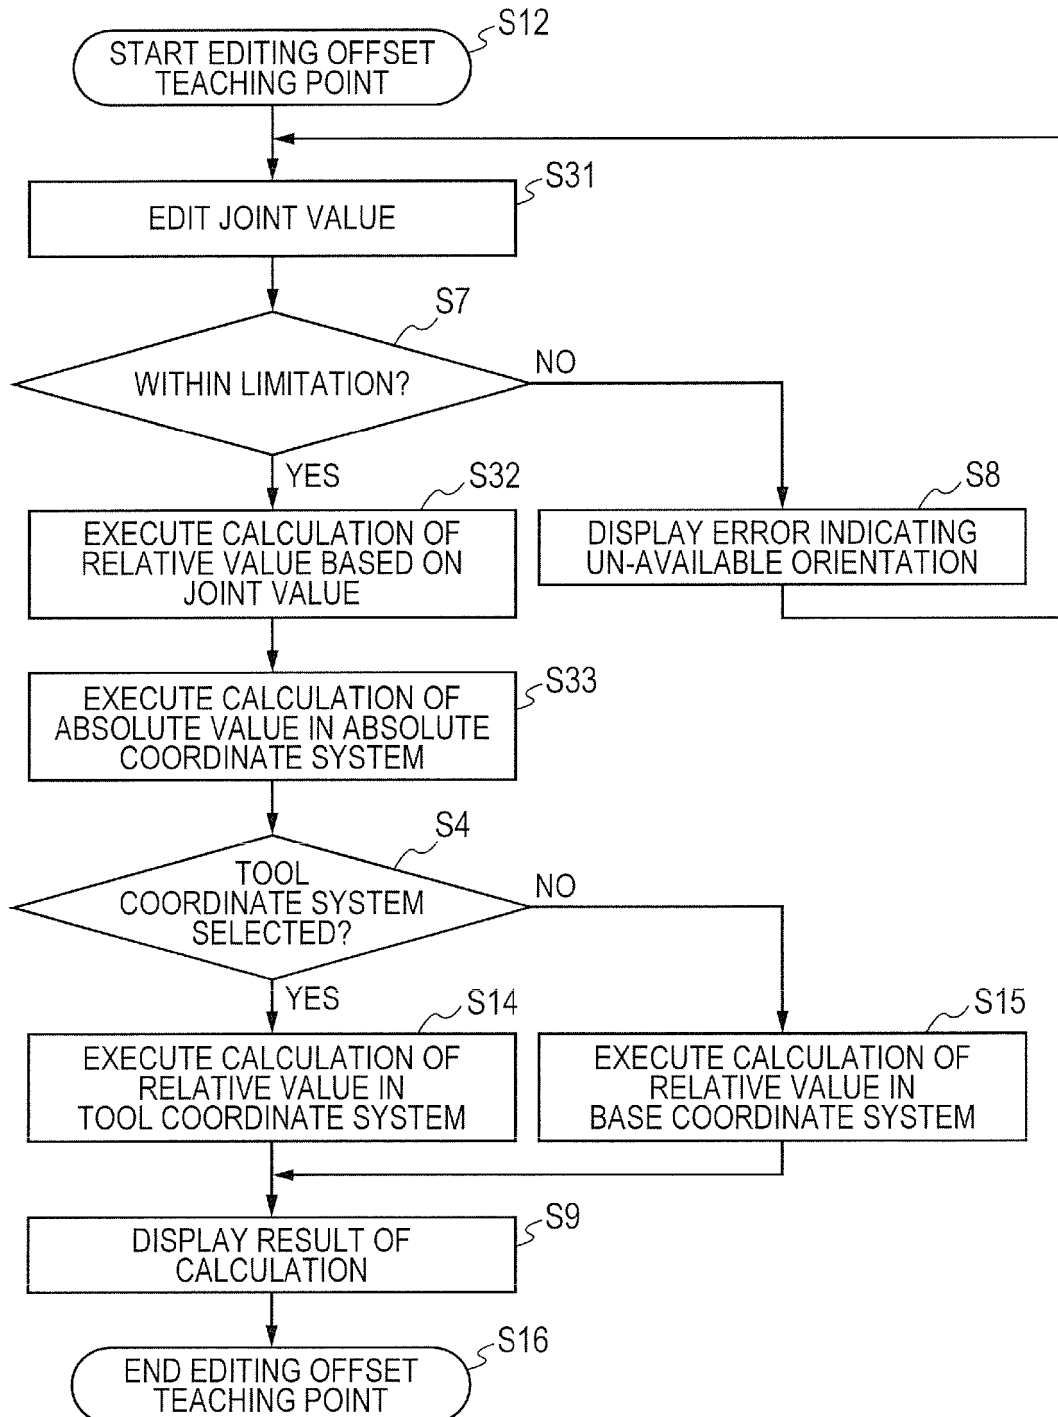 S12
START EDITING OFFSET
TEACHING POINT
S31
EDIT JOINT VALUE
S7
WITHIN LIMITATION?
NO
YES
S32
EXECUTE CALCULATION OF
RELATIVE VALUE BASED ON
JOINT VALUE
S8
DISPLAY ERROR INDICATING
UN-AVAILABLE ORIENTATION
S33
EXECUTE CALCULATION OF
ABSOLUTE VALUE IN ABSOLUTE
COORDINATE SYSTEM
S4
TOOL
COORDINATE SYSTEM
SELECTED?
NO
YES
S14
EXECUTE CALCULATION OF
RELATIVE VALUE IN
TOOL COORDINATE SYSTEM
S15
EXECUTE CALCULATION OF
RELATIVE VALUE IN
BASE COORDINATE SYSTEM
S9
DISPLAY RESULT OF
CALCULATION
S16
END EDITING OFFSET
TEACHING POINT